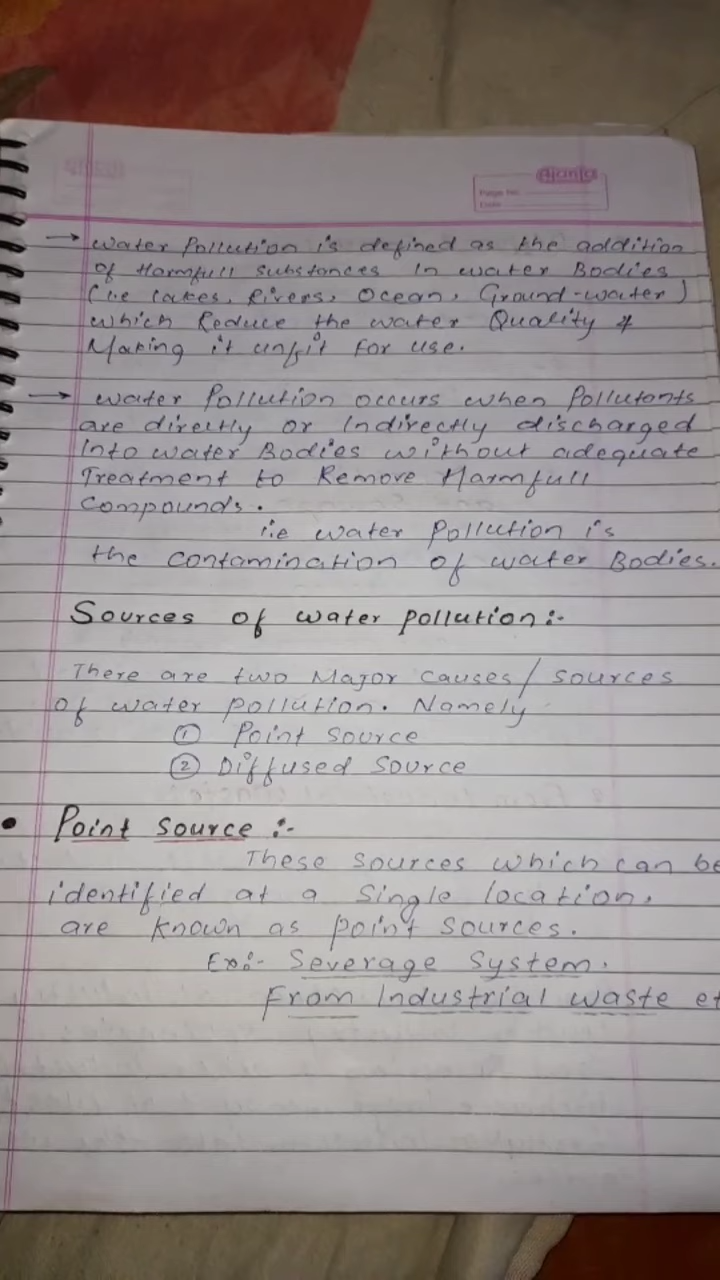 Ajanta
Page No.
Date
→ water Pollution is defined as the addition
of Harmfull substances In water Bodies
(ie Lakes, Rivers, Ocean, Ground-water)
which Reduce the water Quality &
Making it unfit for use.
→ water Pollution occurs when Pollutants
are directly or Indirectly discharged
Into water Bodies without adequate
Treatment to Remove Harmfull
Compounds.
i.e water Pollution is
the contamination of water Bodies.
Sources of water pollution:-
There are two Major causes/sources
of water pollution. Namely
① Point Source
② Diffused Source
• Point source :-
These sources which can be
identified at a single location,
are known as point sources.
Ex:- Severage System.
From Industrial waste et